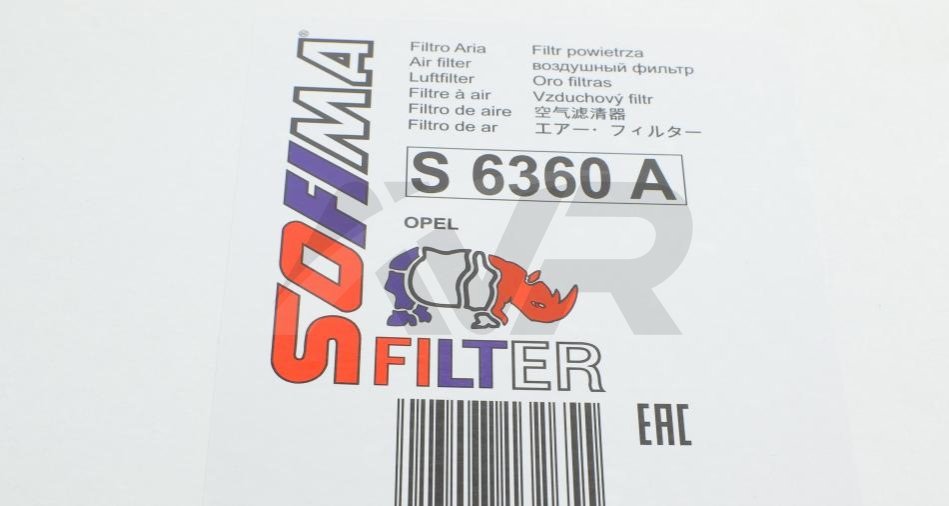 SOFIMA®
Filtro Aria
Air filter
Luftfilter
Filtre à air
Filtro de aire
Filtro de ar
Filtr powietrza
воздушный фильтр
Oro filtras
Vzduchový filtr
空气滤清器
エアー・フィルター
S 6360 A
OPEL
FILTER
EAC
VR